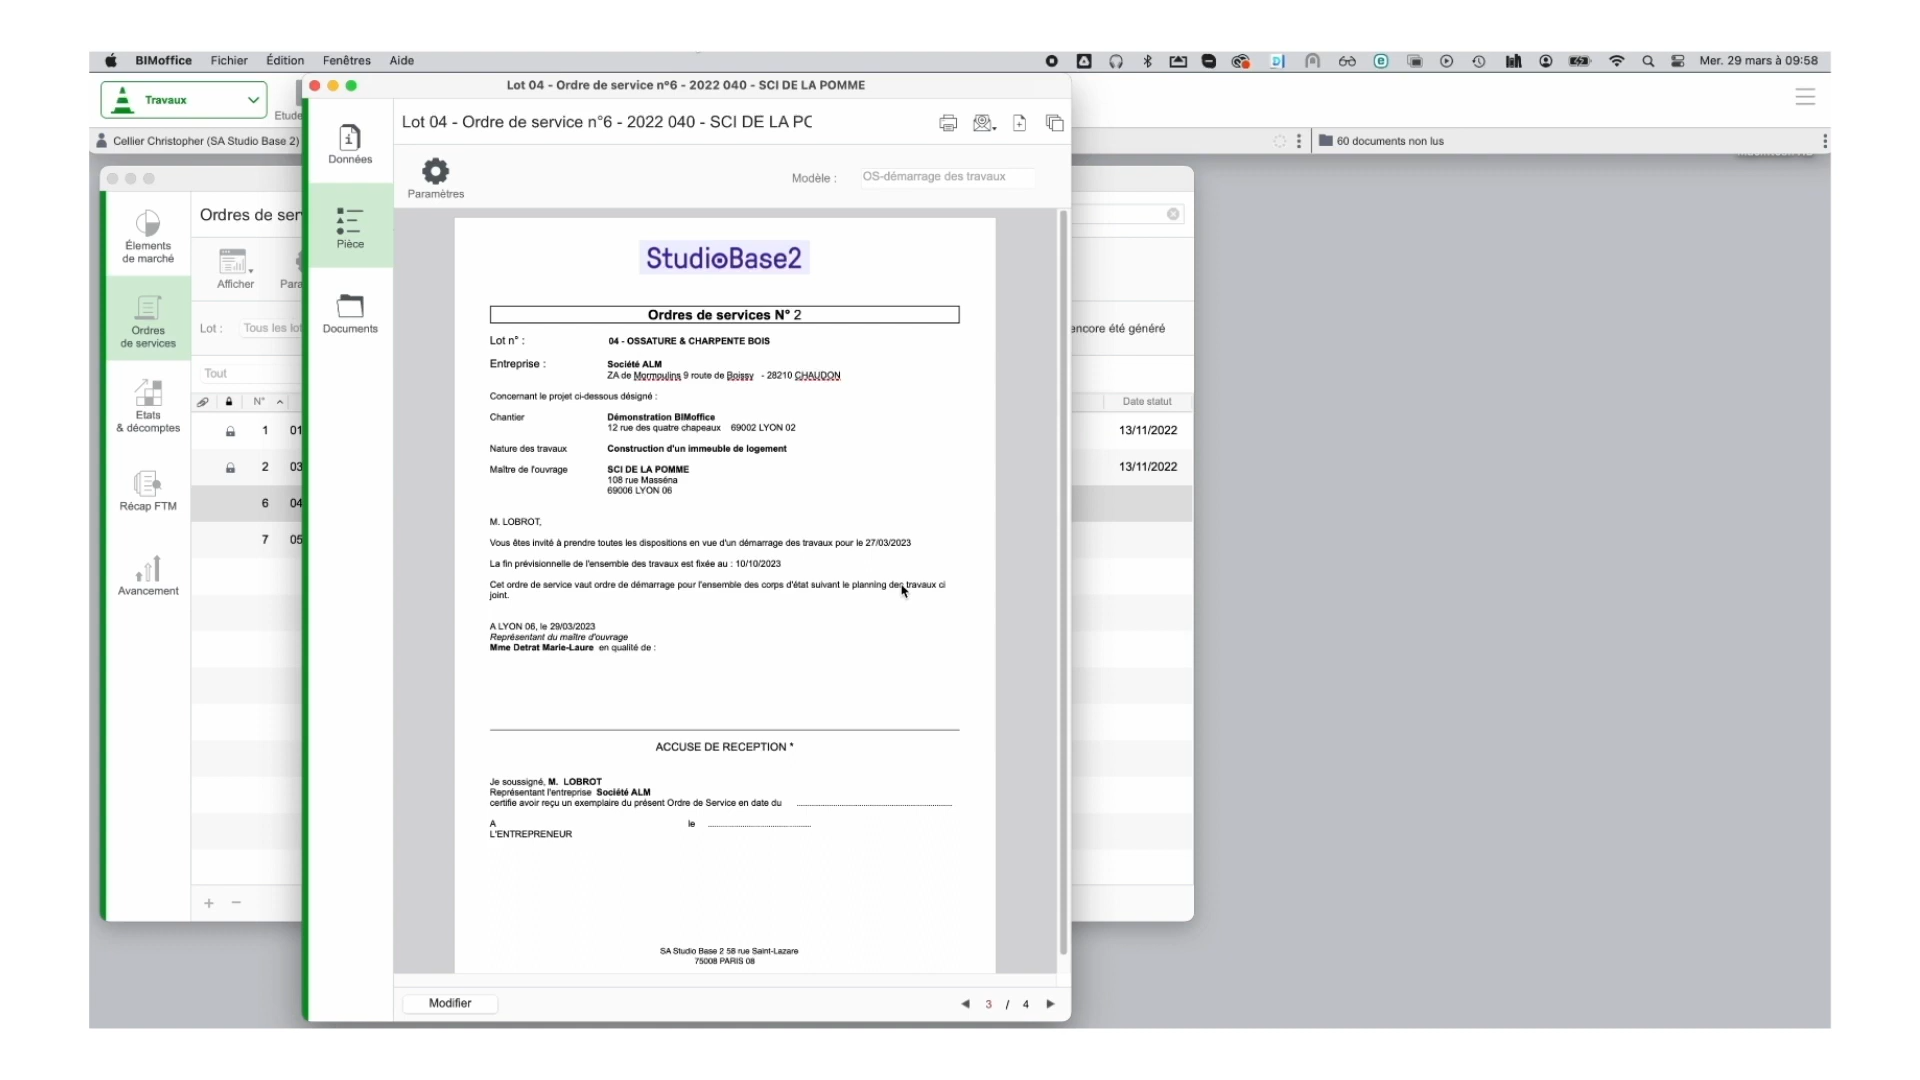 BIMoffice Fichier Édition Fenêtres Aide
Mer. 29 mars à 09:58
Travaux
Etude
Cellier Christopher (SA Studio Base 2)
60 documents non lus
Lot 04 - Ordre de service n°6 - 2022 040 - SCI DE LA POMME
Lot 04 - Ordre de service n°6 - 2022 040 - SCI DE LA PC
Données
Pièce
Documents
Paramètres
Modèle :
OS-démarrage des travaux
Élements
de marché
Ordres
de services
Etats
& décomptes
Récap FTM
Avancement
Ordres de ser
Afficher
Para
Lot :
Tous les lot
encore été généré
Tout
N°
Date statut
1 01
13/11/2022
2 03
13/11/2022
6 04
7 05
+ −
StudioBase2
Ordres de services N° 2
Lot n° :
04 - OSSATURE & CHARPENTE BOIS
Entreprise :
Société ALM
ZA de Mormoulins 9 route de Boissy - 28210 CHAUDON
Concernant le projet ci-dessous désigné :
Chantier
Démonstration BIMoffice
12 rue des quatre chapeaux 69002 LYON 02
Nature des travaux
Construction d'un immeuble de logement
Maître de l'ouvrage
SCI DE LA POMME
108 rue Masséna
69006 LYON 06
M. LOBROT,
Vous êtes invité à prendre toutes les dispositions en vue d'un démarrage des travaux pour le 27/03/2023
La fin prévisionnelle de l'ensemble des travaux est fixée au : 10/10/2023
Cet ordre de service vaut ordre de démarrage pour l'ensemble des corps d'état suivant le planning des travaux ci
joint.
A LYON 06, le 29/03/2023
Représentant du maître d'ouvrage
Mme Detrat Marie-Laure en qualité de :
ACCUSE DE RECEPTION *
Je soussigné, M. LOBROT
Représentant l'entreprise Société ALM
certifie avoir reçu un exemplaire du présent Ordre de Service en date du
A le
L'ENTREPRENEUR
SA Studio Base 2 58 rue Saint-Lazare
75008 PARIS 08
Modifier
3 / 4